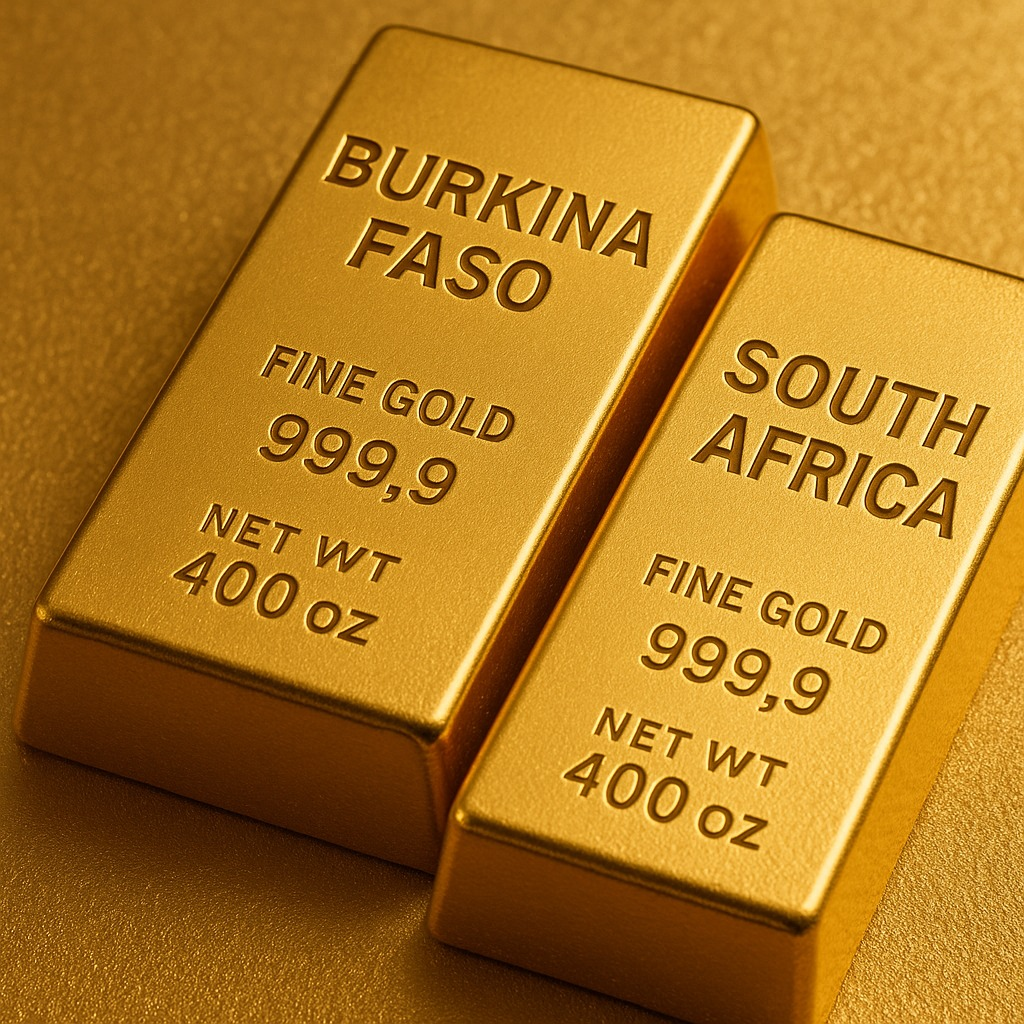 BURKINA
FASO
FINE GOLD
999,9
NET WT
400 oz
SOUTH
AFRICA
FINE GOLD
999,9
NET WT
400 oz